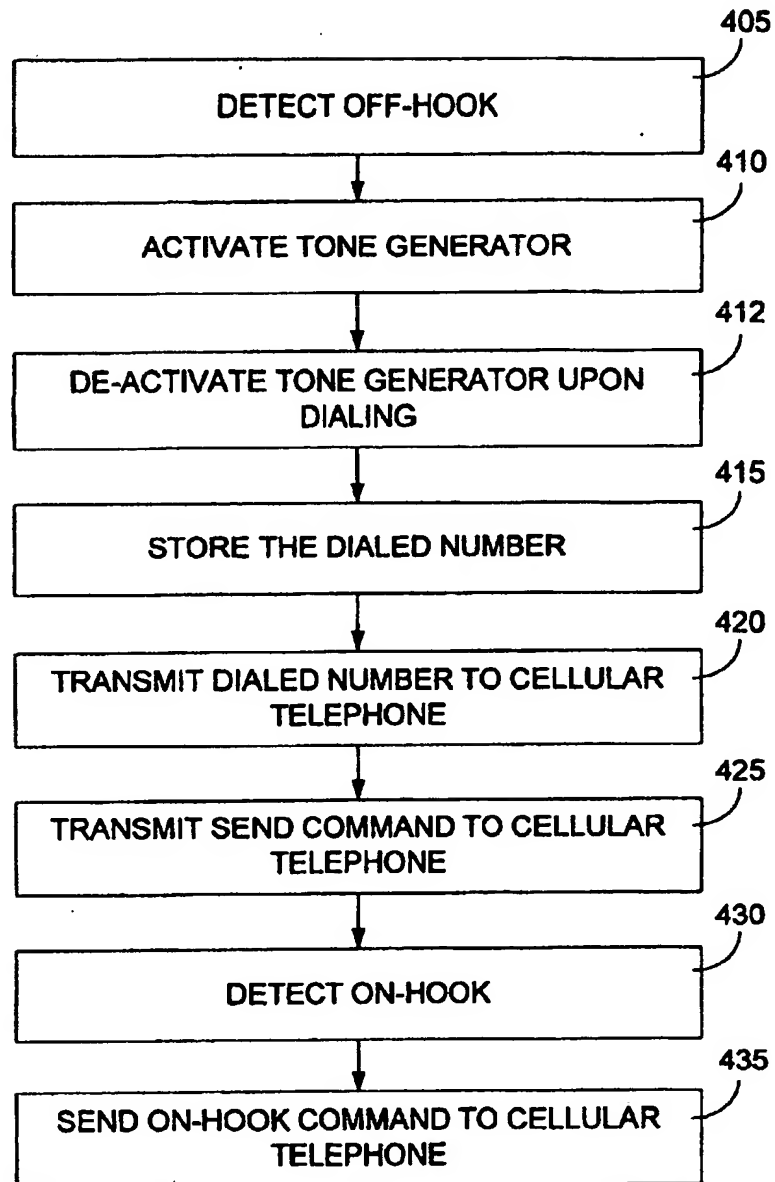 405
DETECT OFF-HOOK
410
ACTIVATE TONE GENERATOR
412
DE-ACTIVATE TONE GENERATOR UPON
DIALING
415
STORE THE DIALED NUMBER
420
TRANSMIT DIALED NUMBER TO CELLULAR
TELEPHONE
425
TRANSMIT SEND COMMAND TO CELLULAR
TELEPHONE
430
DETECT ON-HOOK
435
SEND ON-HOOK COMMAND TO CELLULAR
TELEPHONE